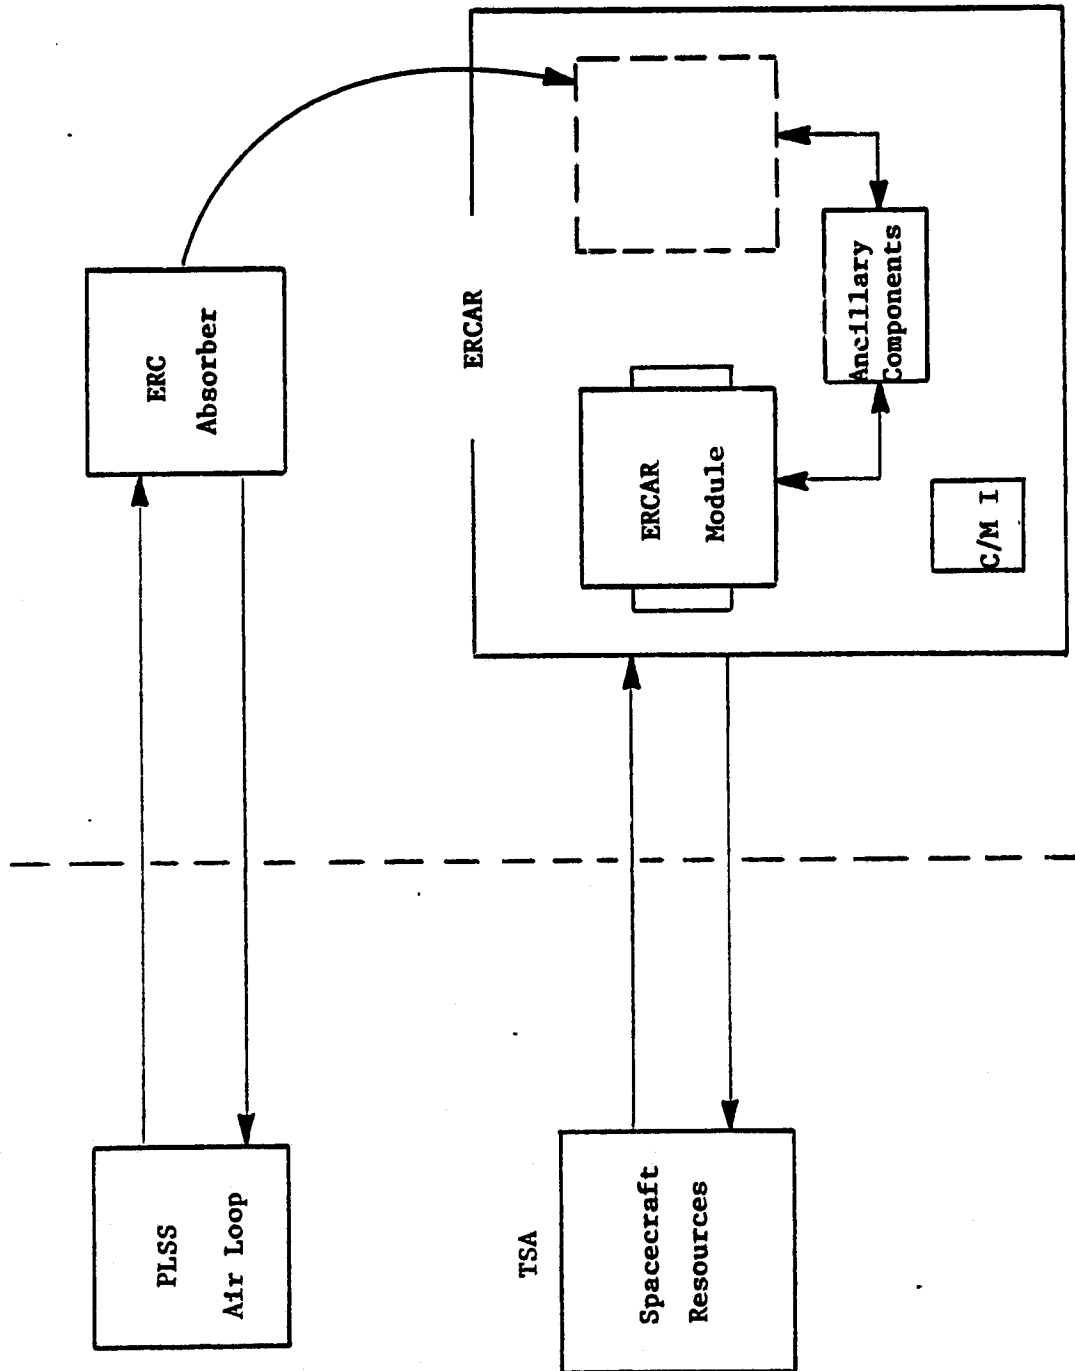 PLSS
Air Loop
ERC
Absorber
TSA
Spacecraft
Resources
ERCAR
ERCAR
Module
Ancillary
Components
C/M I